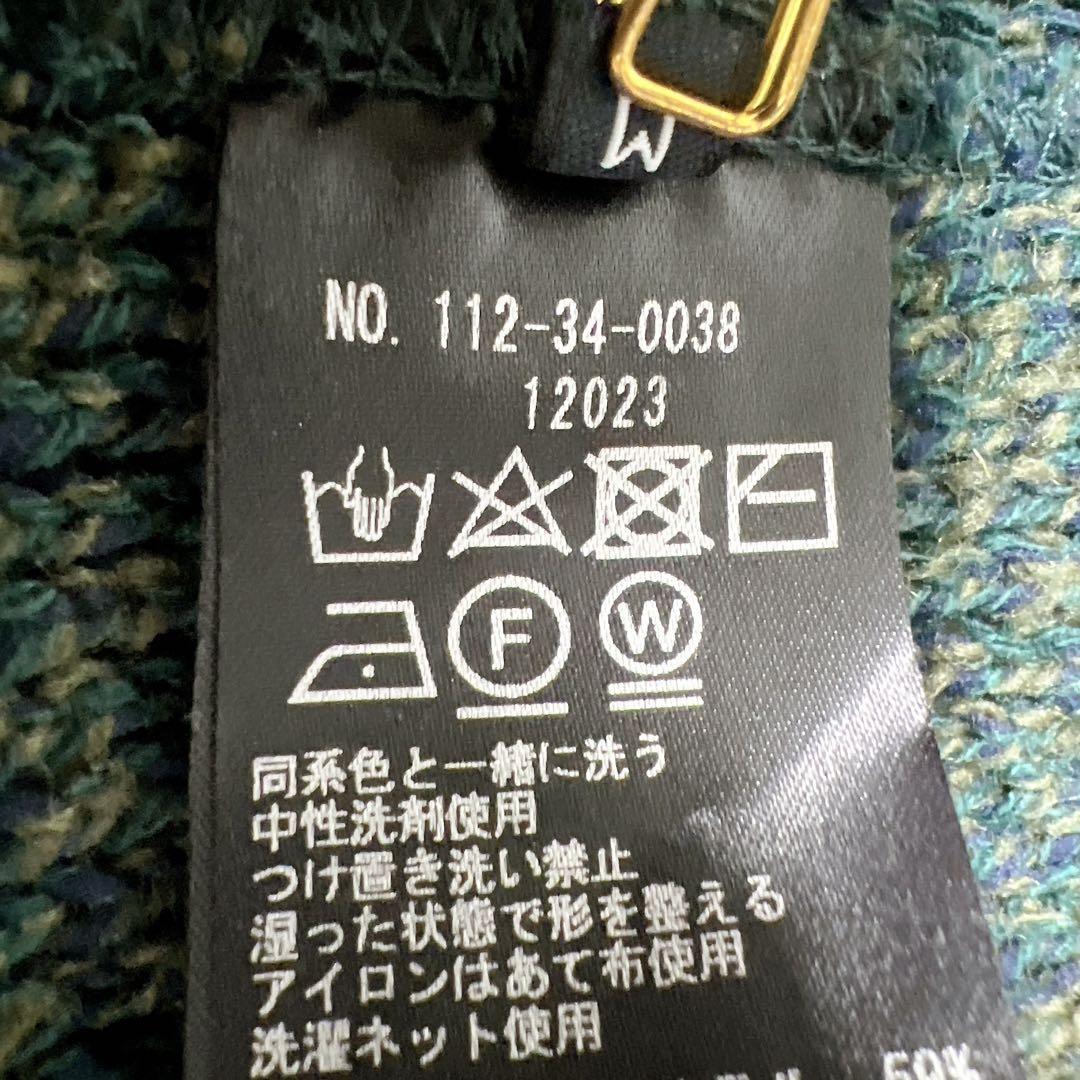 M
NO. 112-34-0038
12023
F W
同系色と一緒に洗う
中性洗剤使用
つけ置き洗い禁止
湿った状態で形を整える
アイロンはあて布使用
洗濯ネット使用
50%